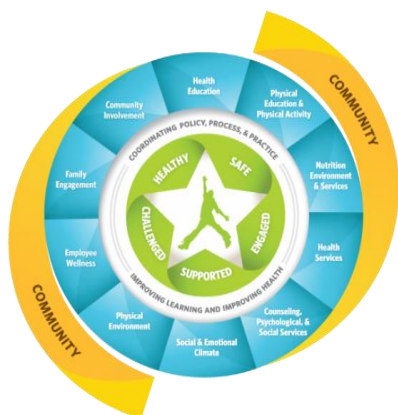 COMMUNITY
Health
Education
Physical
Education &
Physical Activity
Nutrition
Environment
& Services
Health
Services
Counseling,
Psychological, &
Social Services
Social & Emotional
Climate
Physical
Environment
Employee
Wellness
Family
Engagement
Community
Involvement
COORDINATING POLICY, PROCESS, & PRACTICE
IMPROVING LEARNING AND IMPROVING HEALTH
HEALTHY
SAFE
ENGAGED
SUPPORTED
CHALLENGED
COMMUNITY